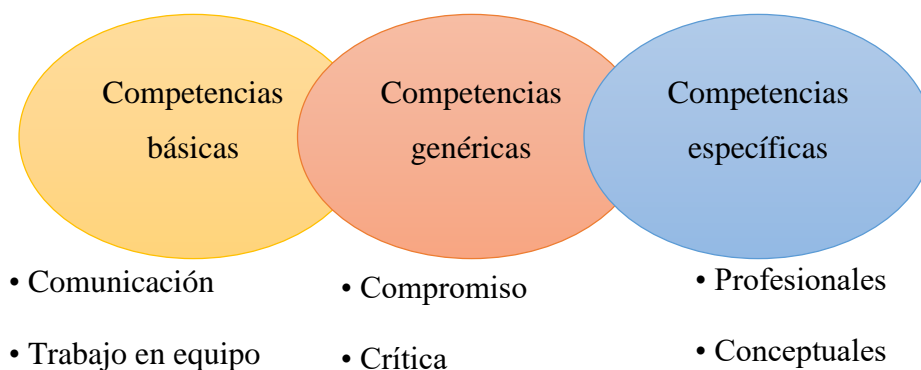 Competencias
básicas
Competencias
genéricas
Competencias
específicas
• Comunicación
• Trabajo en equipo
• Compromiso
• Crítica
• Profesionales
• Conceptuales